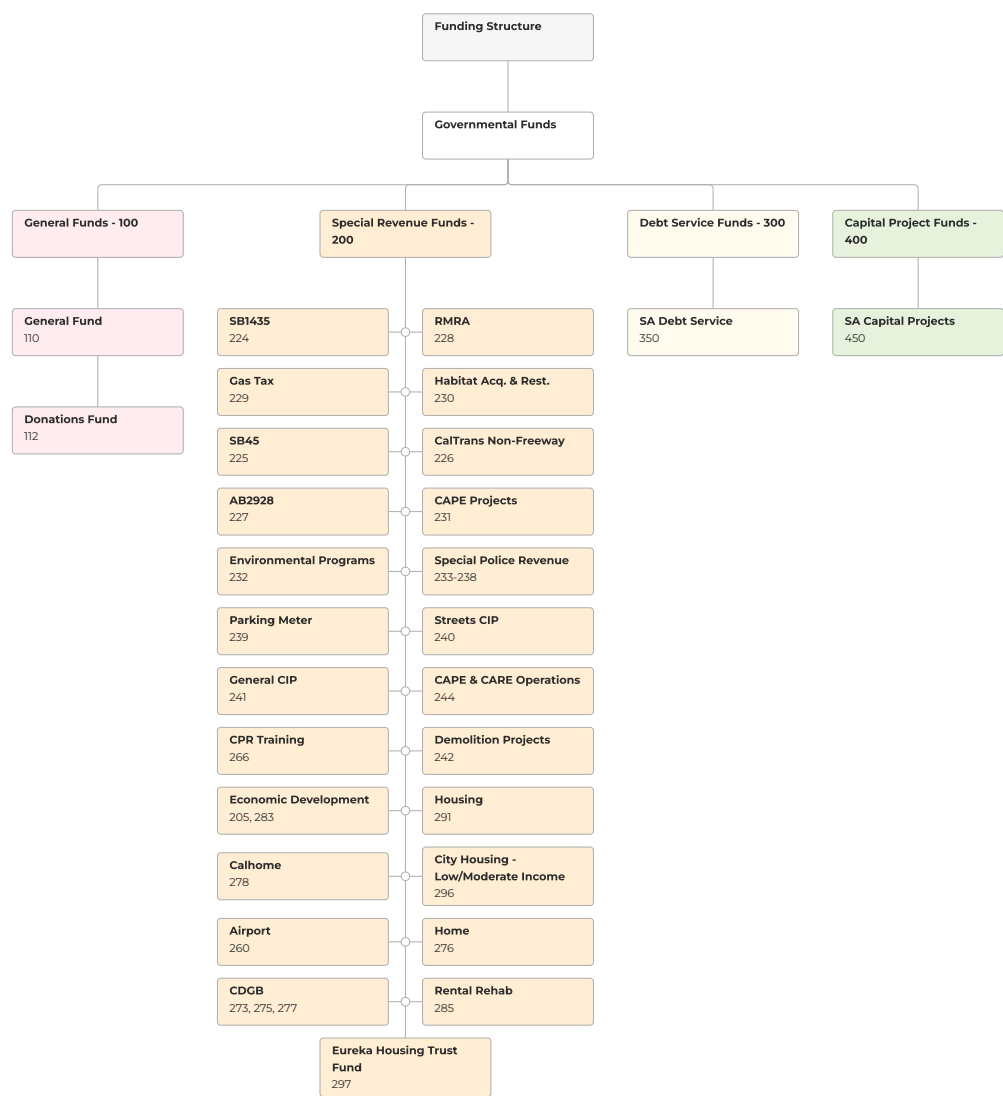 Funding Structure
Governmental Funds
General Funds - 100
Special Revenue Funds -
200
Debt Service Funds - 300
Capital Project Funds -
400
General Fund
110
Donations Fund
112
SB1435
224
RMRA
228
Gas Tax
229
Habitat Acq. & Rest.
230
SB45
225
CalTrans Non-Freeway
226
AB2928
227
CAPE Projects
231
Environmental Programs
232
Special Police Revenue
233-238
Parking Meter
239
Streets CIP
240
General CIP
241
CAPE & CARE Operations
244
CPR Training
266
Demolition Projects
242
Economic Development
205, 283
Housing
291
Calhome
278
City Housing -
Low/Moderate Income
296
Airport
260
Home
276
CDGB
273, 275, 277
Rental Rehab
285
Eureka Housing Trust
Fund
297
SA Debt Service
350
SA Capital Projects
450